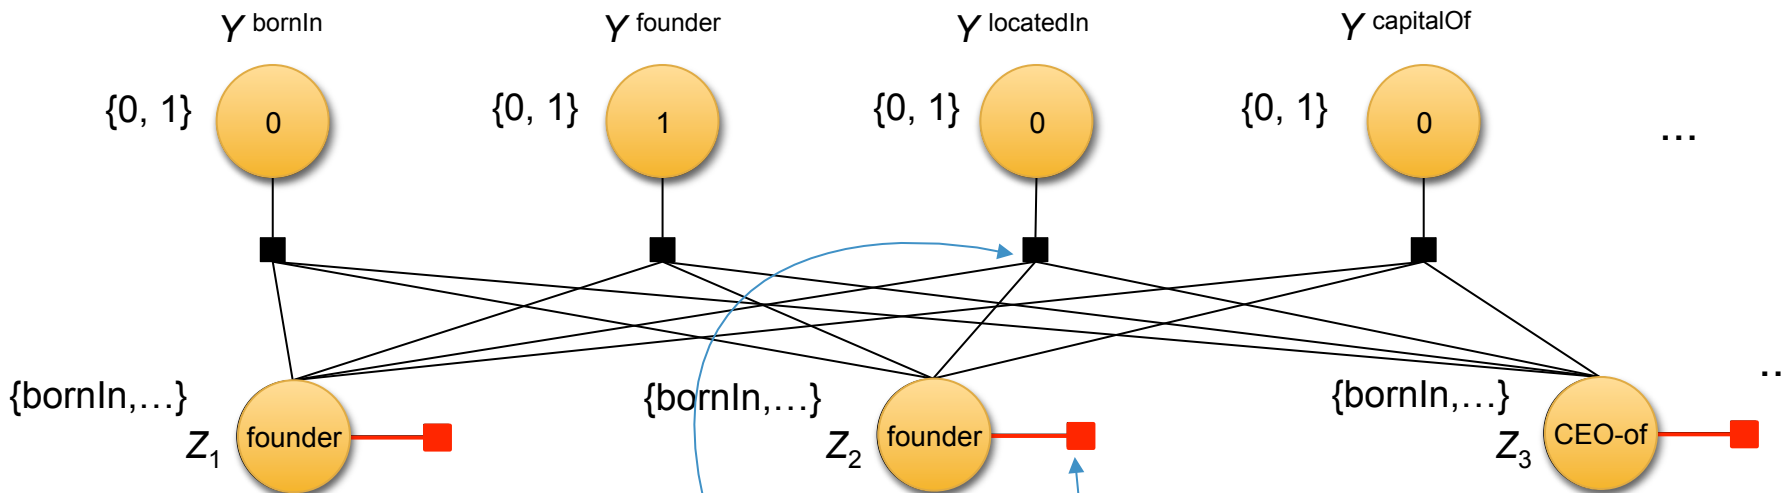 Y bornIn Y founder Y locatedIn Y capitalOf
{0, 1} 0 {0, 1} 1 {0, 1} 0 {0, 1} 0 ...
{bornIn,...} {bornIn,...} {bornIn,...} ..
Z1 founder Z2 founder Z3 CEO-of